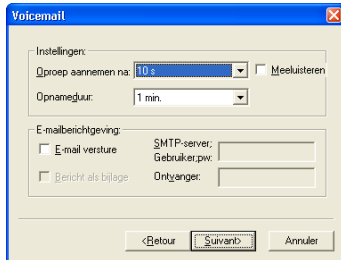 Voicemail
Instellingen:
Oproep aannemen na: 10 s Meeluisteren
Opnameduur: 1 min.
E-mailberichtgeving:
E-mail versture SMTP-server;
Gebruiker;pw:
Bericht als bijlage Ontvanger:
<Retour Suivant> Annuler